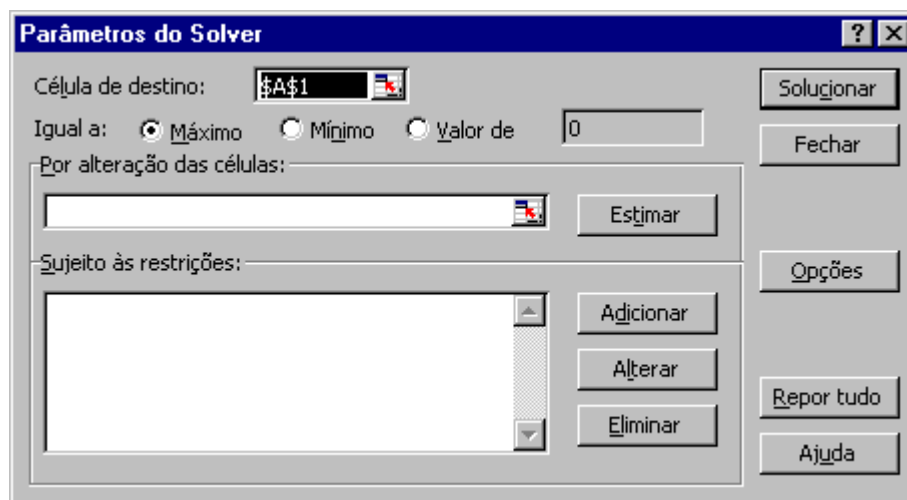 Parâmetros do Solver
Célula de destino: $A$1 Solucionar
Igual a: Máximo Mínimo Valor de 0 Fechar
Por alteração das células:
Estimar
Sujeito às restrições: Opções
Adicionar
Alterar
Repor tudo
Eliminar
Ajuda